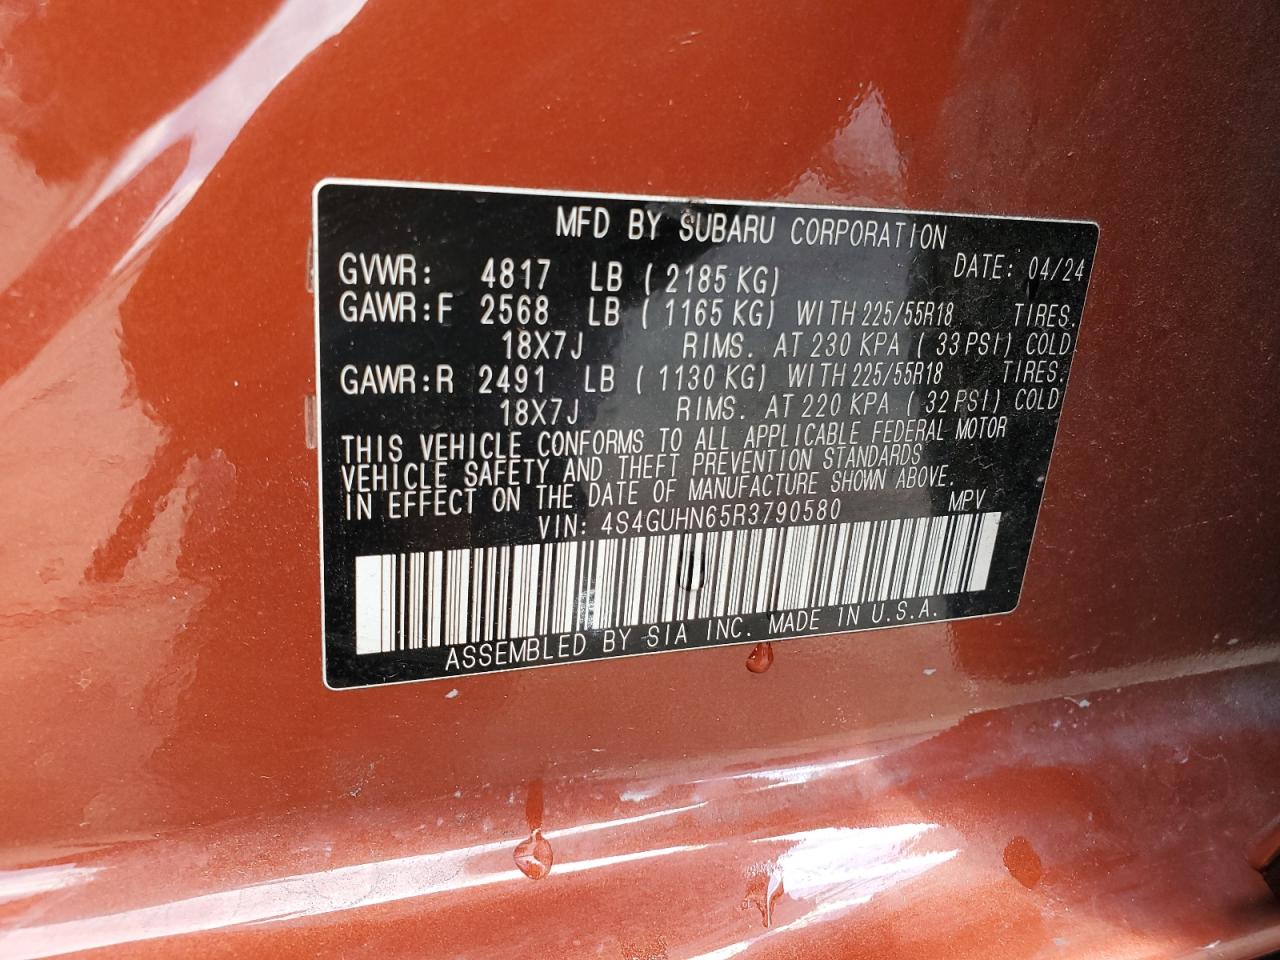 MFD BY SUBARU CORPORATION
GVWR: 4817 LB ( 2185 KG) DATE: 04/24
GAWR:F 2568 LB ( 1165 KG) WITH 225/55R18 TIRES.
18X7J RIMS. AT 230 KPA ( 33 PSI) COLD
GAWR:R 2491 LB ( 1130 KG) WITH 225/55R18 TIRES.
18X7J RIMS. AT 220 KPA ( 32 PSI) COLD
THIS VEHICLE CONFORMS TO ALL APPLICABLE FEDERAL MOTOR
VEHICLE SAFETY AND THEFT PREVENTION STANDARDS
IN EFFECT ON THE DATE OF MANUFACTURE SHOWN ABOVE.
VIN: 4S4GUHN65R3790580 MPV
ASSEMBLED BY SIA INC. MADE IN U.S.A.